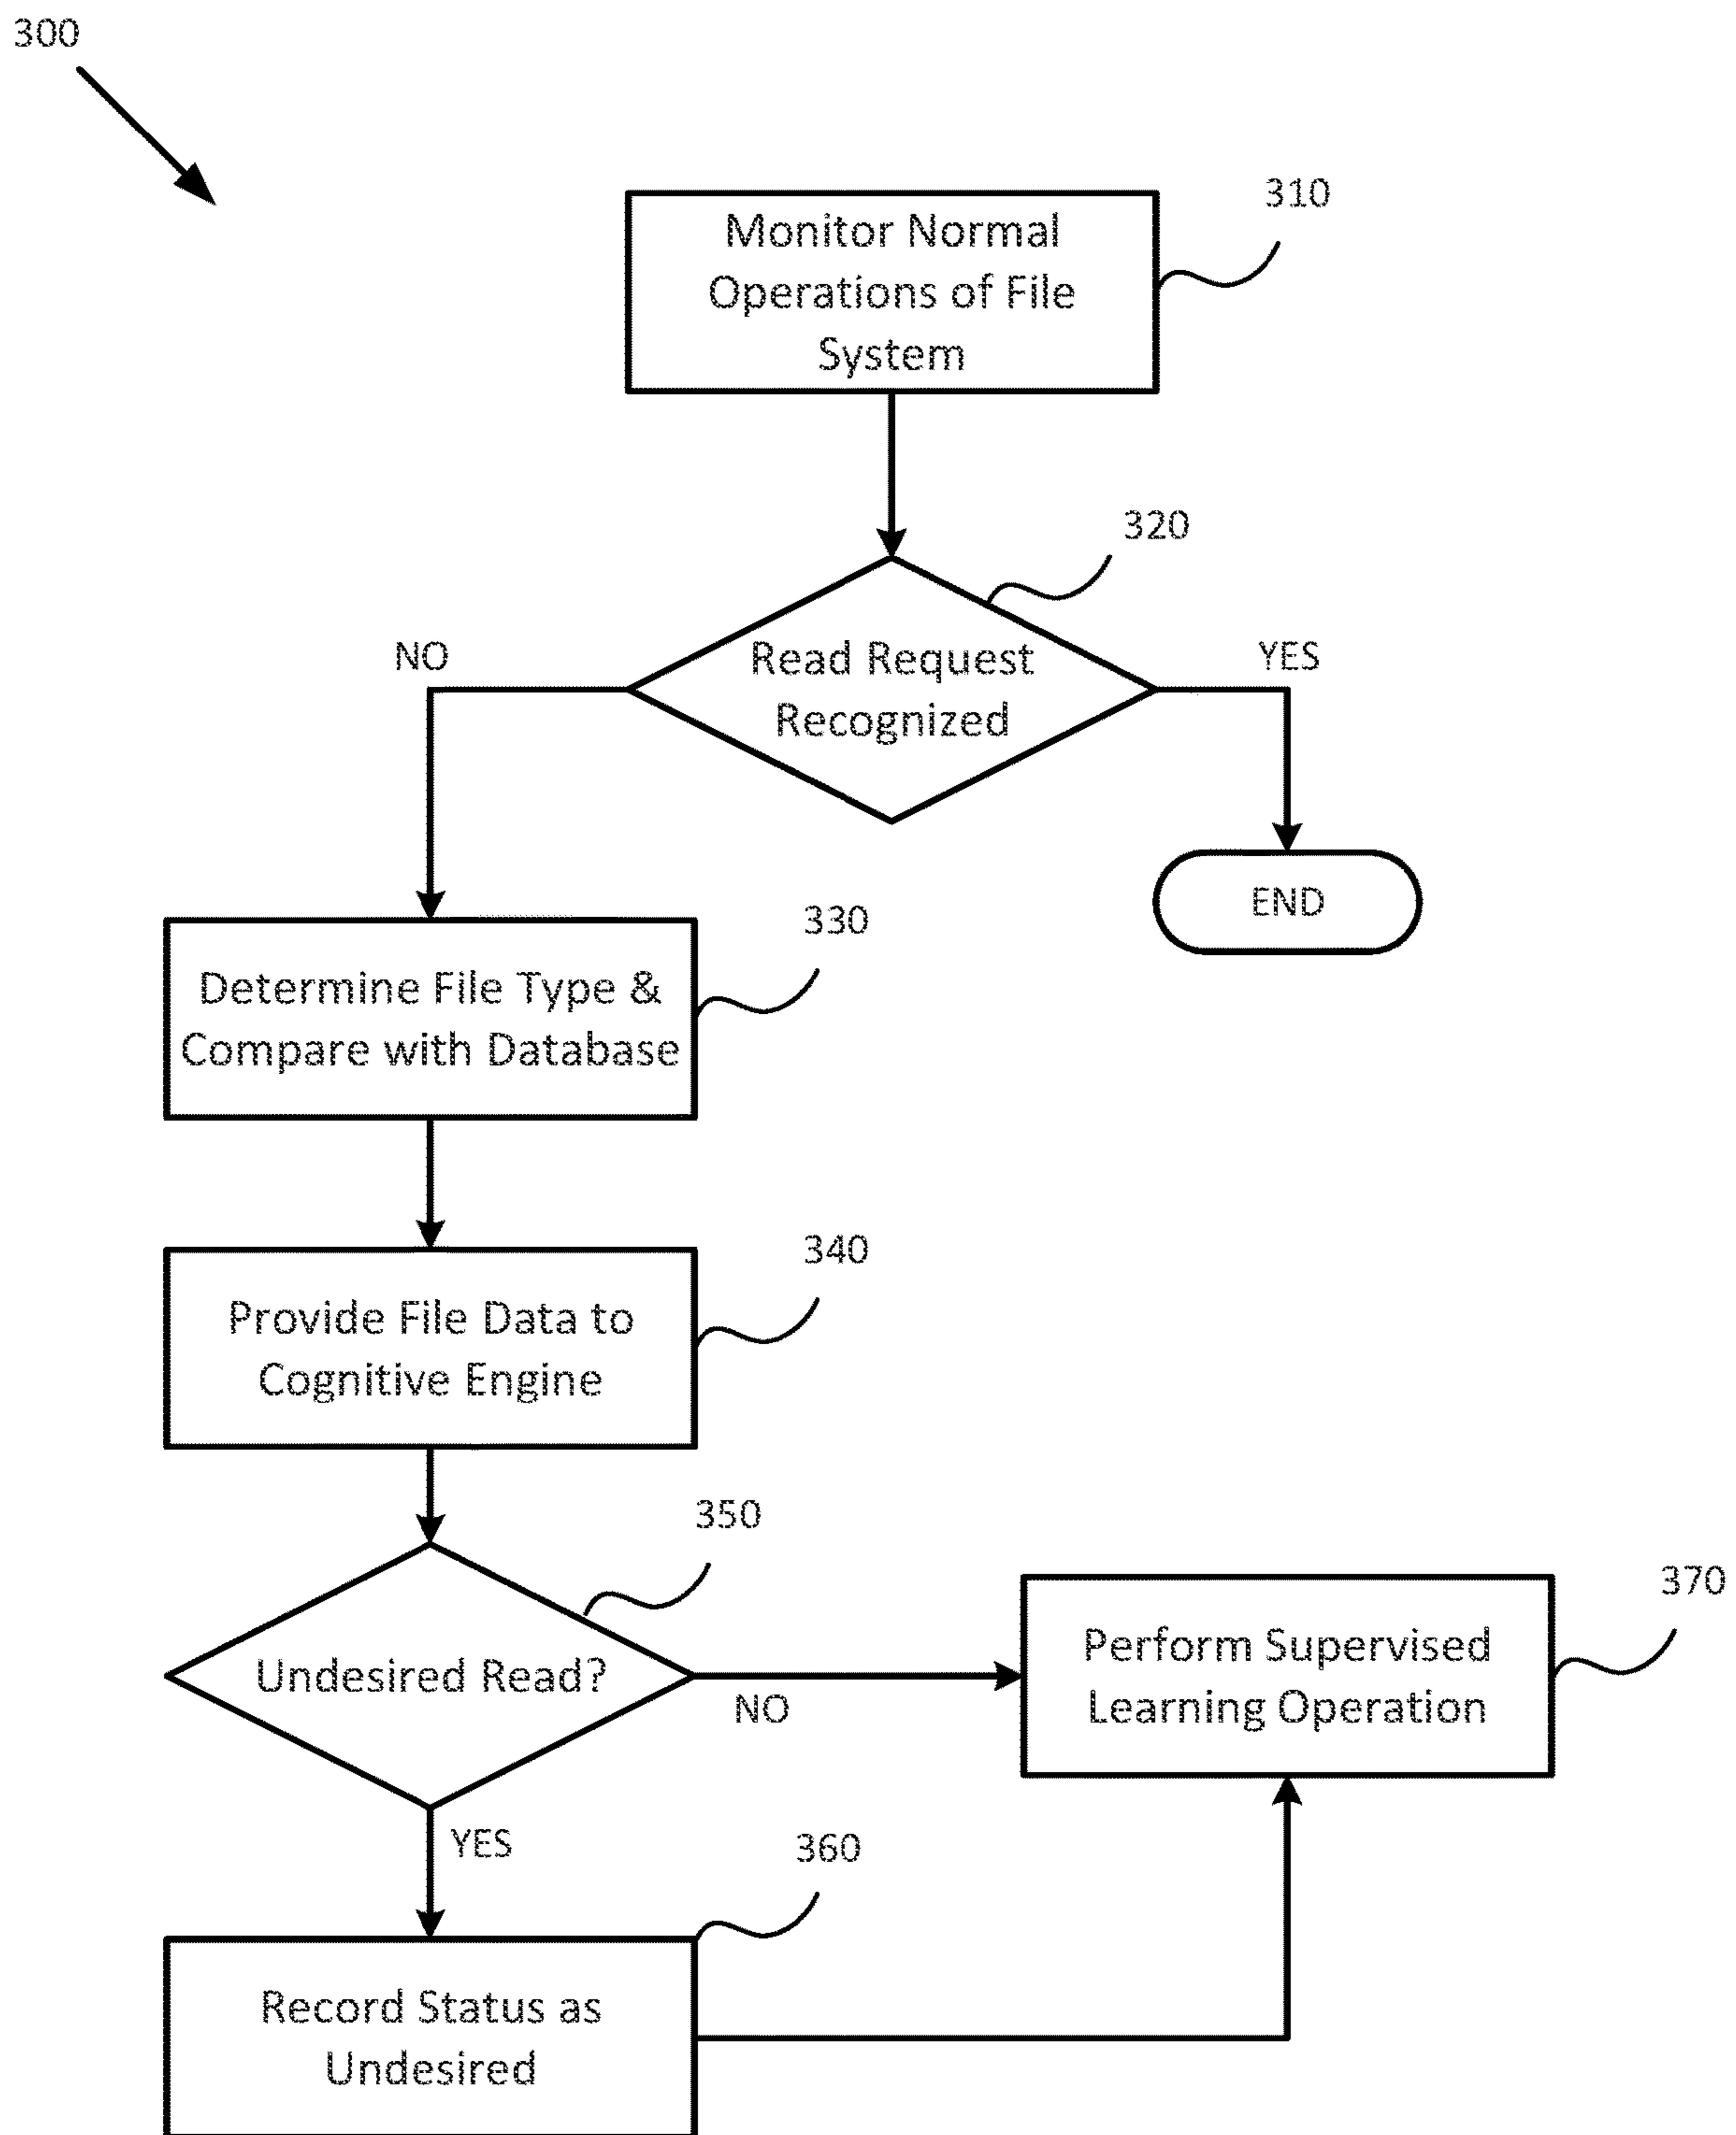 300
310
Monitor Normal
Operations of File
System
320
NO
Read Request
Recognized
YES
END
330
Determine File Type &
Compare with Database
340
Provide File Data to
Cognitive Engine
350
Undesired Read?
NO
370
Perform Supervised
Learning Operation
YES
360
Record Status as
Undesired